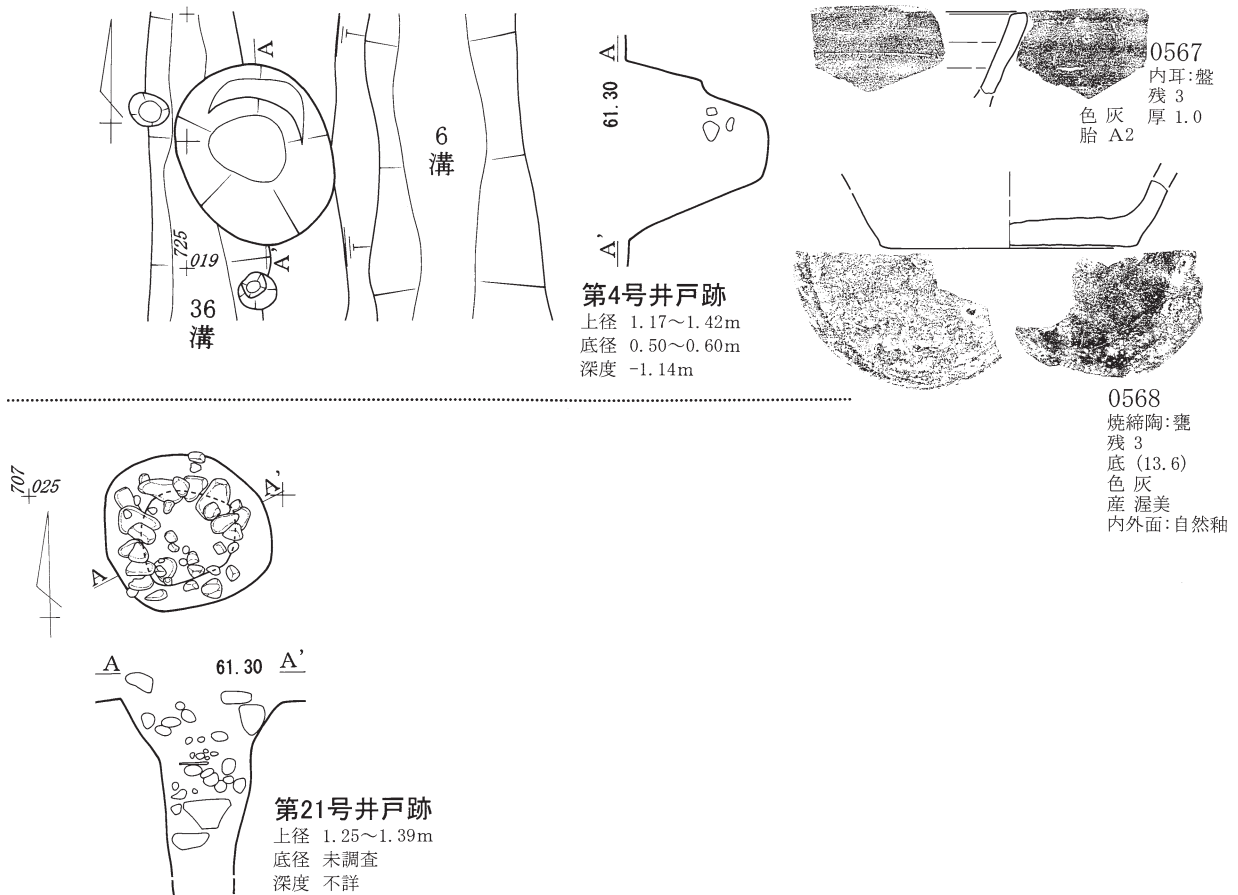 A
A'
725
019
36
溝
6
溝
A
61.30
A'
第4号井戸跡
上径 1.17～1.42m
底径 0.50～0.60m
深度 -1.14m
0567
内耳:盤
残 3
厚 1.0
色 灰
胎 A2
0568
焼締陶:甕
残 3
底 (13.6)
色 灰
産 渥美
内外面:自然釉
707
025
A'
A
A
61.30
A'
第21号井戸跡
上径 1.25～1.39m
底径 未調査
深度 不詳